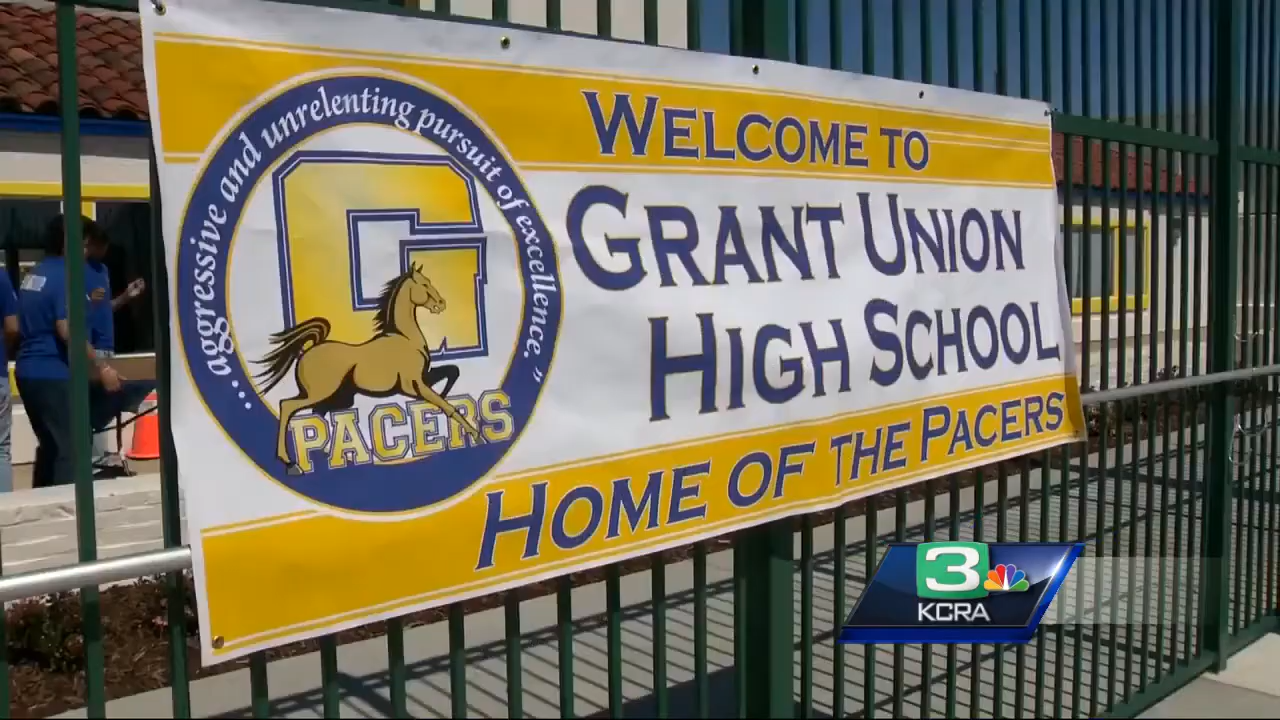 WELCOME TO
GRANT UNION
HIGH SCHOOL
HOME OF THE PACERS
...aggressive and unrelenting pursuit of excellence.”
G
PACERS
3
KCRA